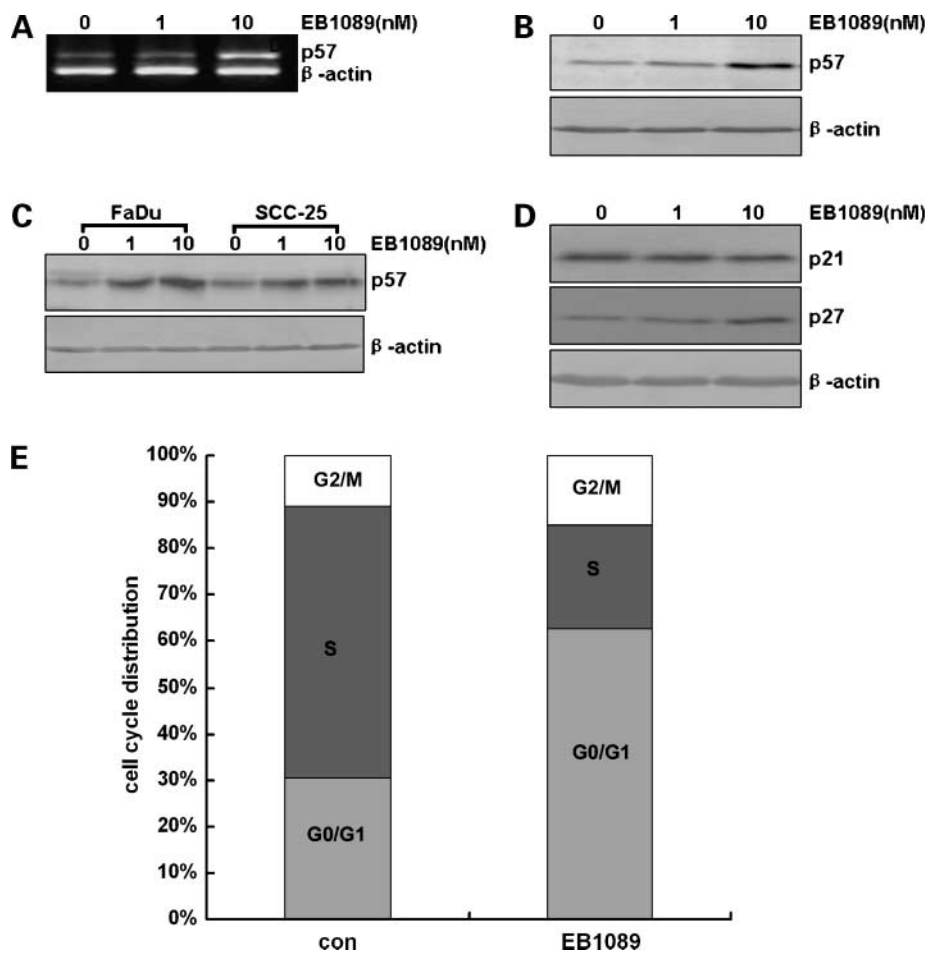 A
0 1 10 EB1089(nM)
p57
β-actin
B
0 1 10 EB1089(nM)
p57
β-actin
C
FaDu SCC-25
0 1 10 0 1 10 EB1089(nM)
p57
β-actin
D
0 1 10 EB1089(nM)
p21
p27
β-actin
E
cell cycle distribution
100%
90%
80%
70%
60%
50%
40%
30%
20%
10%
0%
G2/M
S
G0/G1
G2/M
S
G0/G1
con EB1089